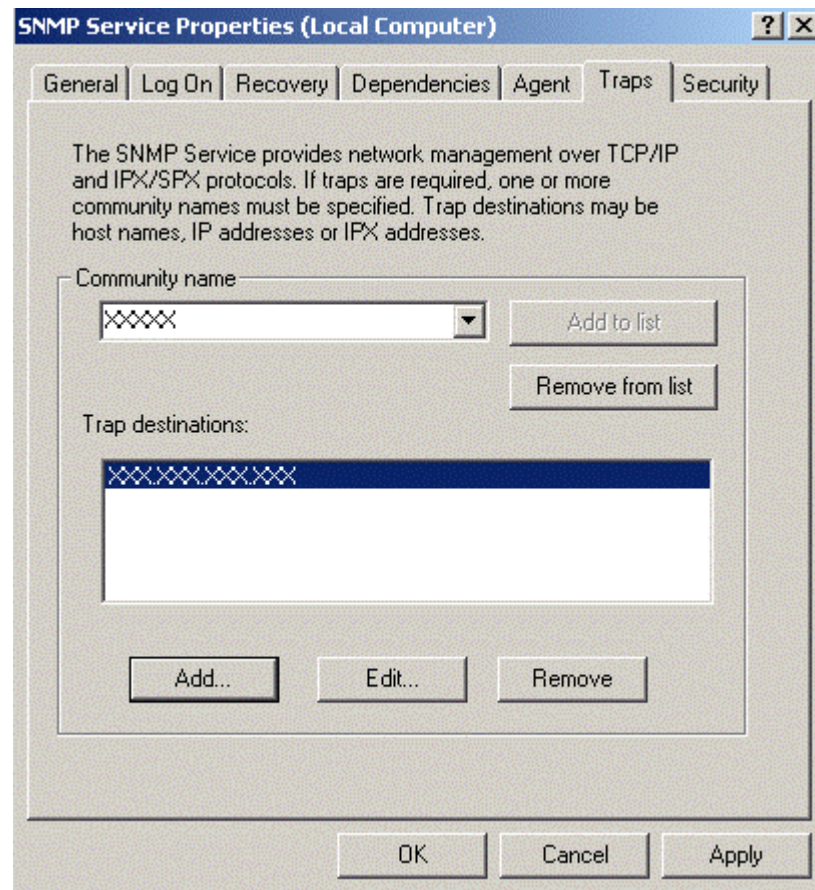 SNMP Service Properties (Local Computer)
General Log On Recovery Dependencies Agent Traps Security
The SNMP Service provides network management over TCP/IP
and IPX/SPX protocols. If traps are required, one or more
community names must be specified. Trap destinations may be
host names, IP addresses or IPX addresses.
Community name
XXXXX
Add to list
Remove from list
Trap destinations:
XXX.XXX.XXX.XXX
Add... Edit... Remove
OK Cancel Apply